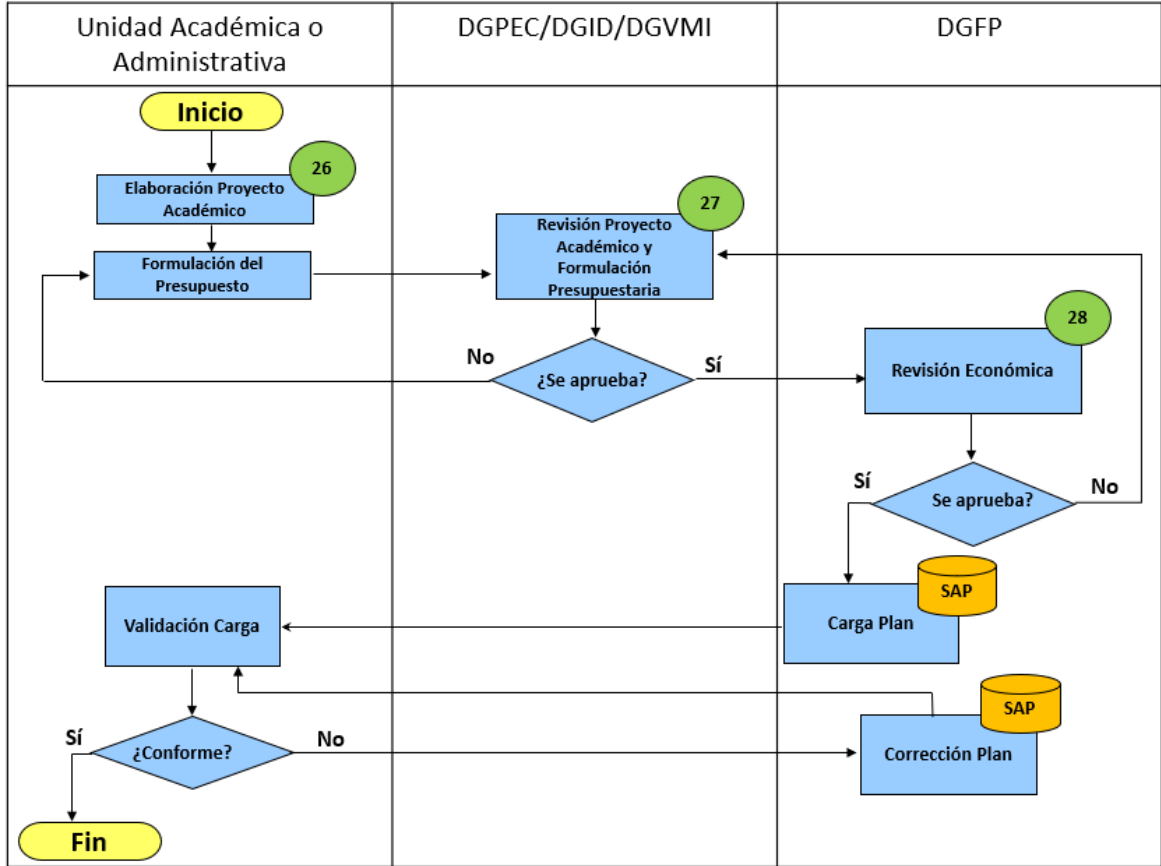 Unidad Académica o
Administrativa
DGPEC/DGID/DGVMI
DGFP
Inicio
26
Elaboración Proyecto
Académico
Formulación del
Presupuesto
27
Revisión Proyecto
Académico y
Formulación
Presupuestaria
No
¿Se aprueba?
Sí
28
Revisión Económica
Sí
Se aprueba?
No
SAP
Carga Plan
Validación Carga
SAP
Corrección Plan
Sí
¿Conforme?
No
Fin